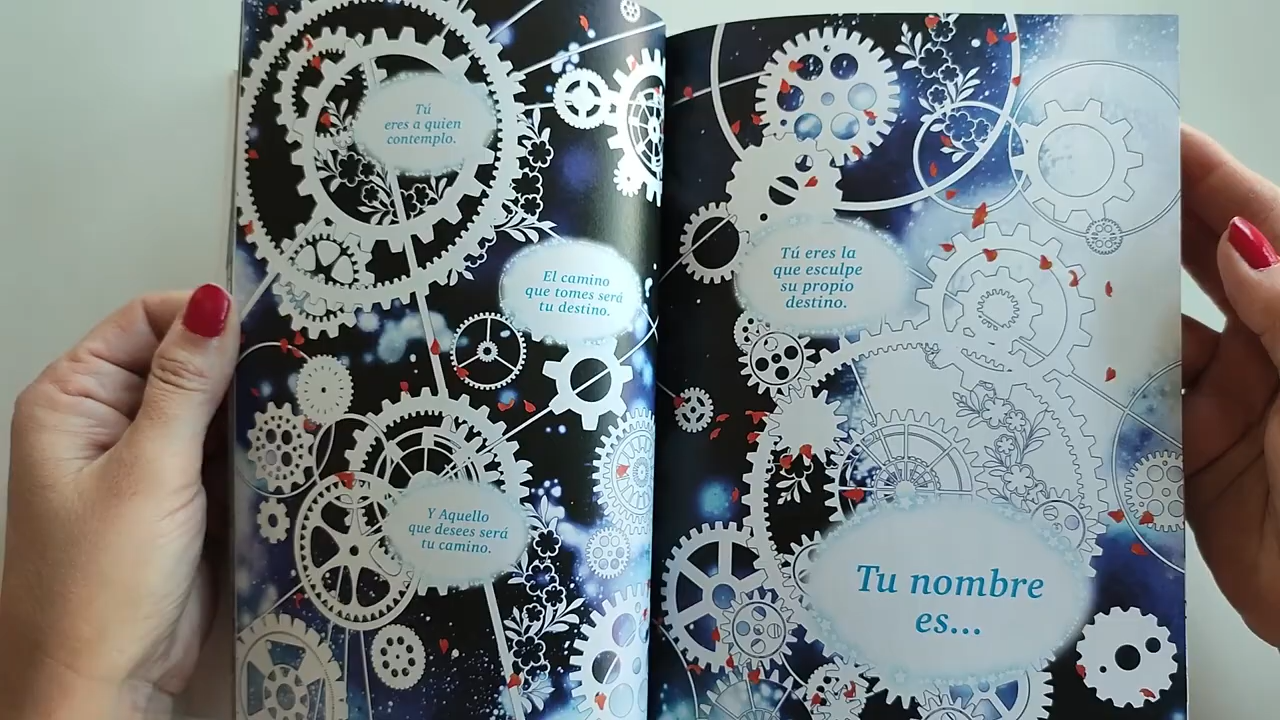 Tú
eres a quien
contemplo.
El camino
que tomes será
tu destino.
Y Aquello
que desees será
tu camino.
Tú eres la
que esculpe
su propio
destino.
Tu nombre
es...